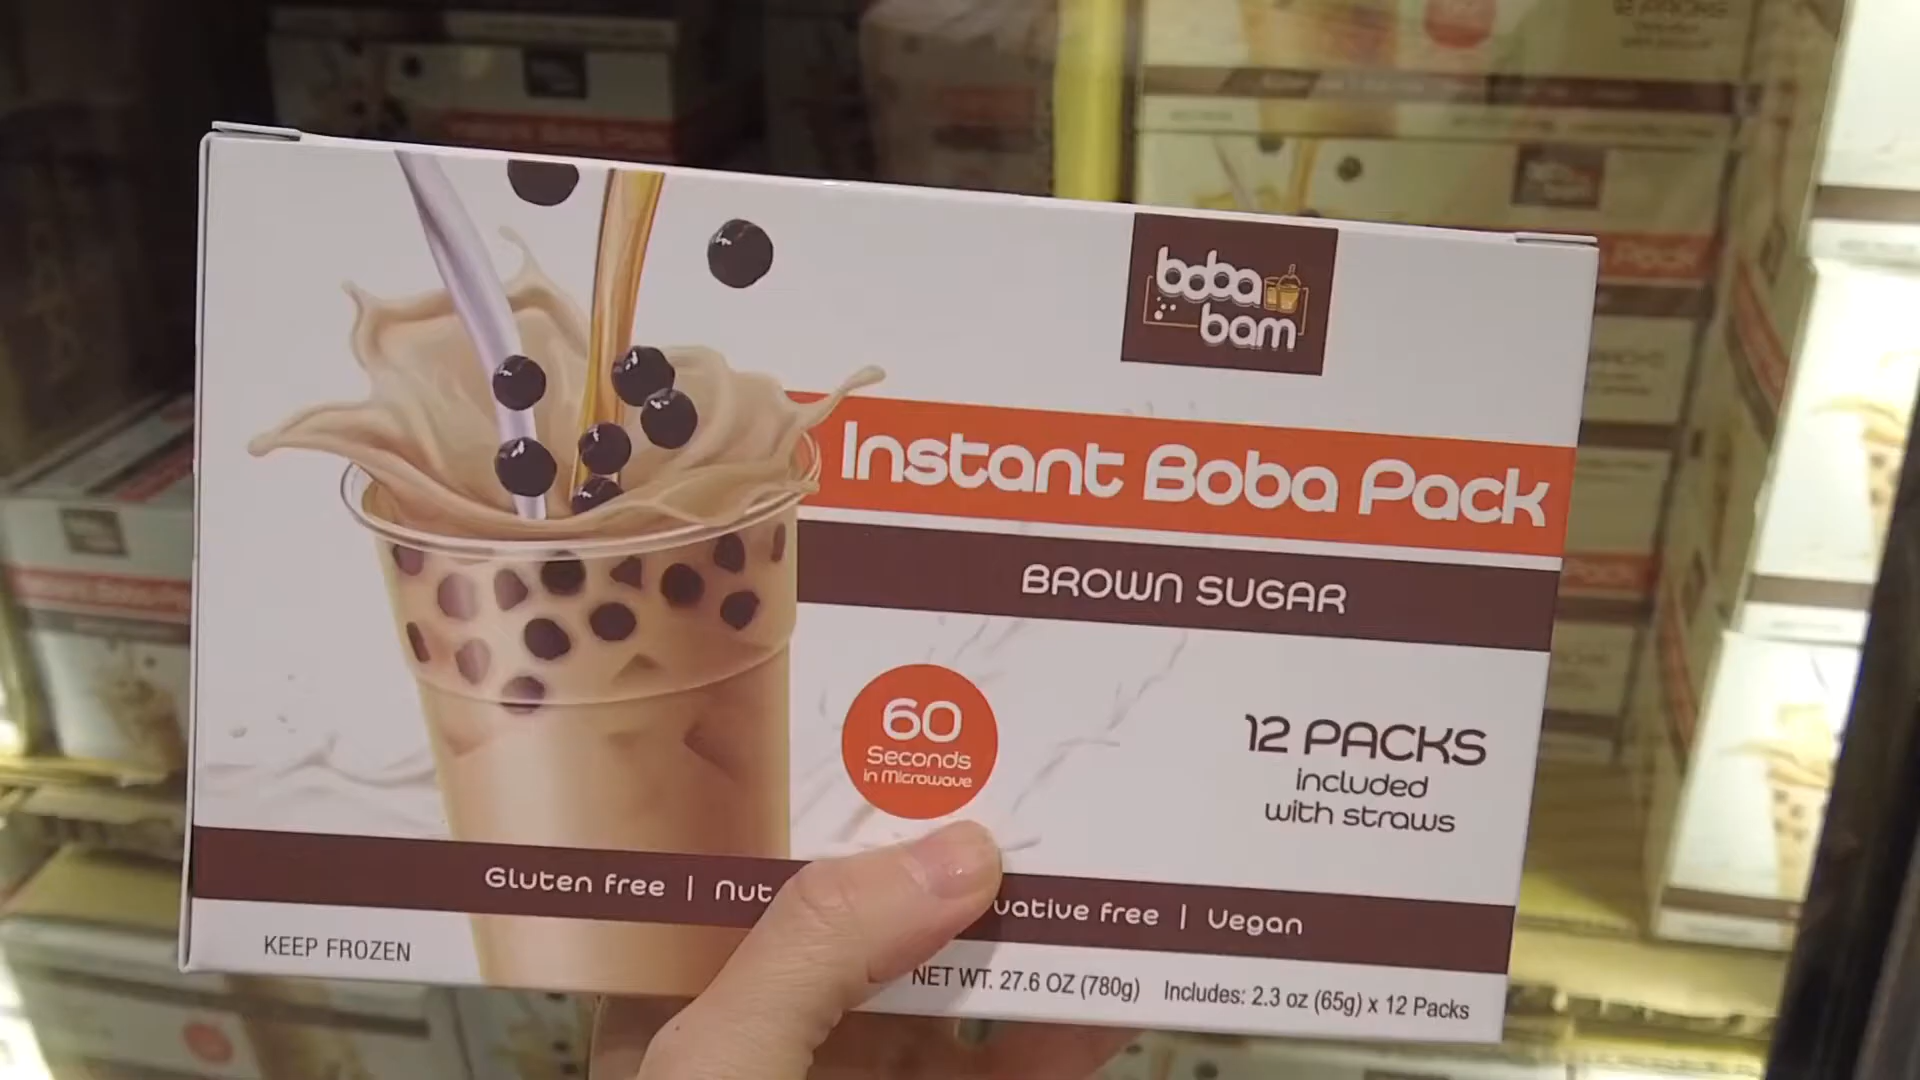 boba
bam
Instant Boba Pack
BROWN SUGAR
60
Seconds
in Microwave
12 PACKS
included
with straws
Gluten free | Nut vative free | Vegan
KEEP FROZEN
NET WT. 27.6 OZ (780g) Includes: 2.3 oz (65g) x 12 Packs